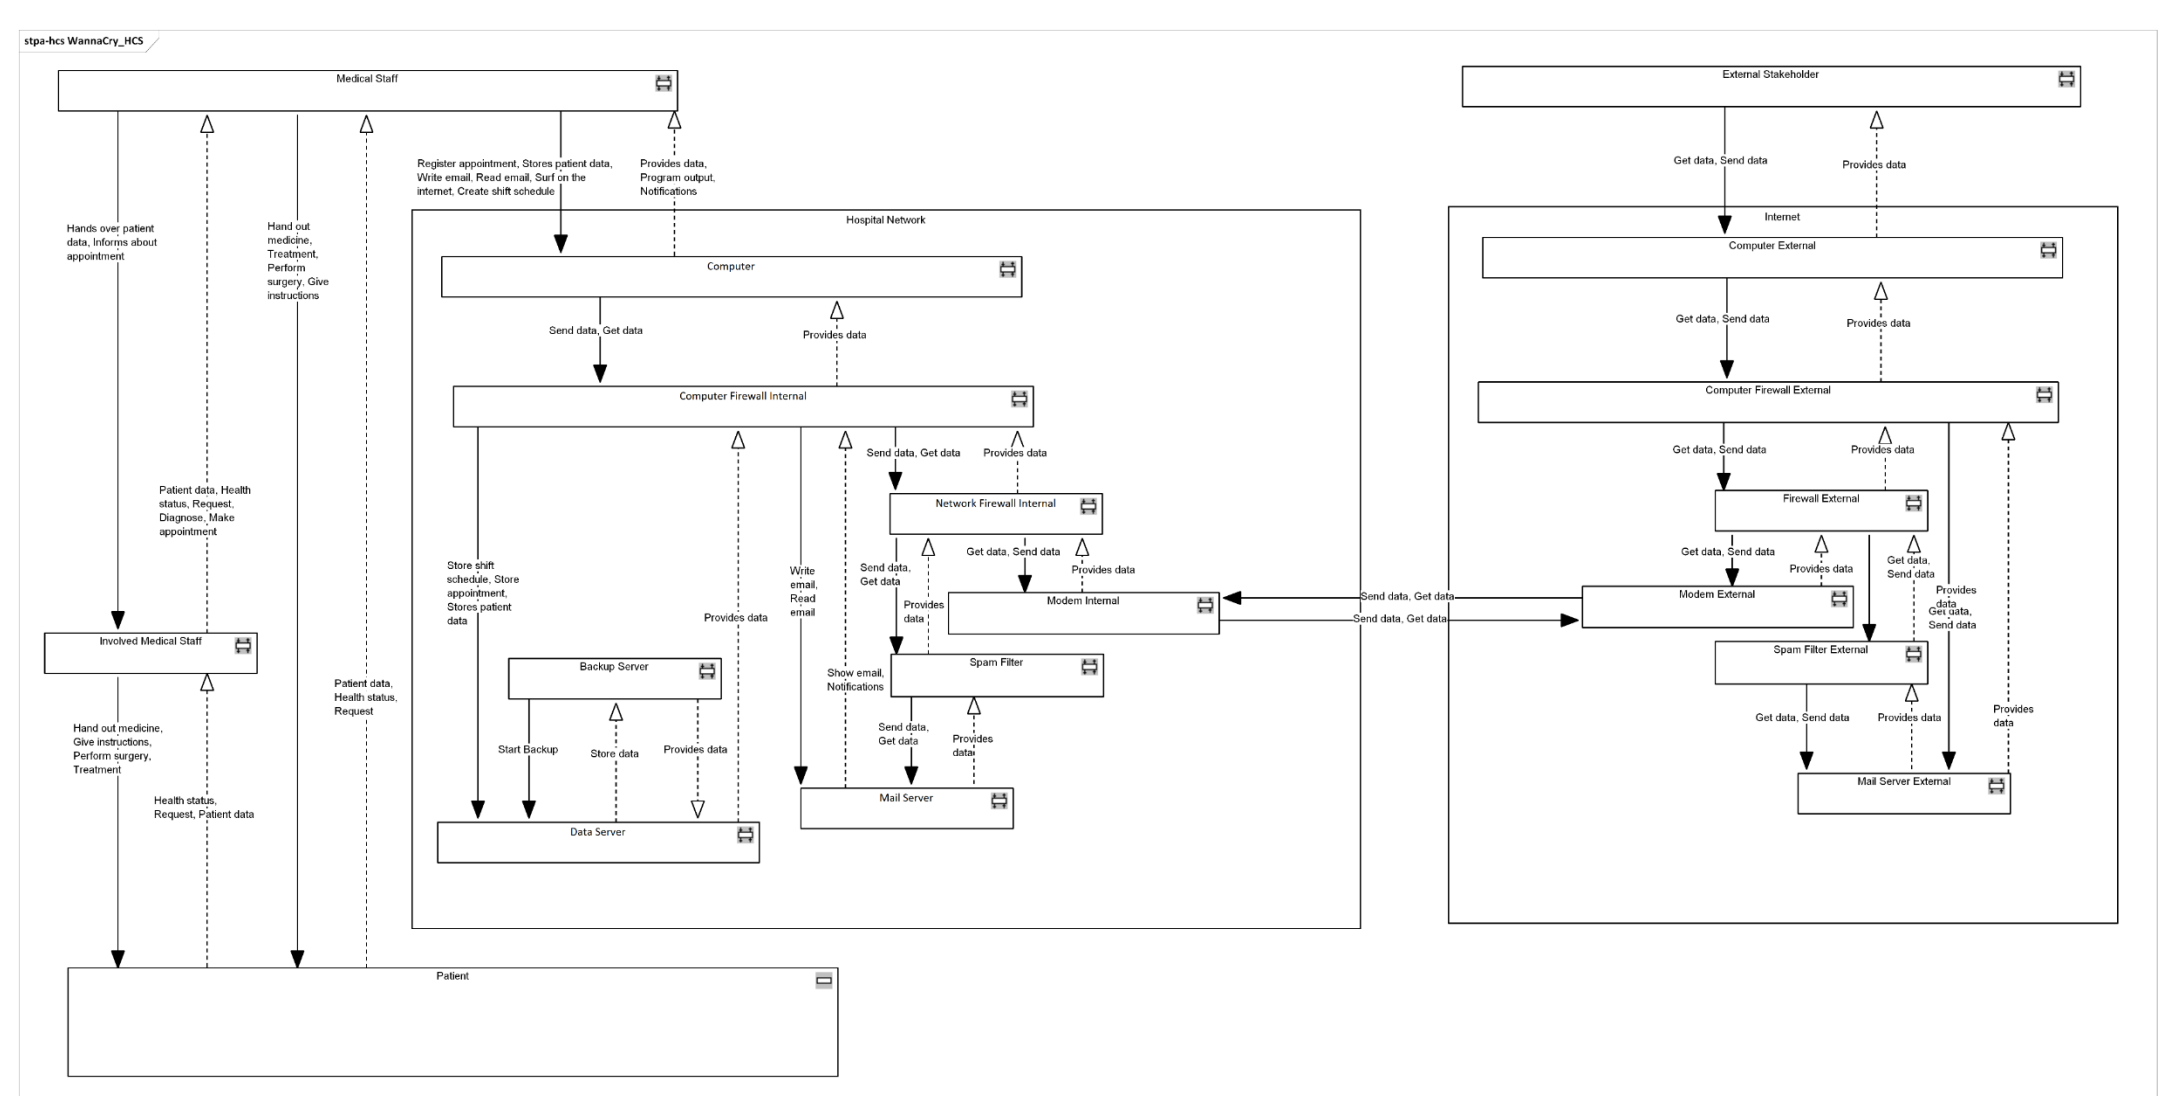 stpa-hcs WannaCry_HCS
Medical Staff
External Stakeholder
Register appointment, Stores patient data,
Write email, Read email, Surf on the
internet, Create shift schedule
Provides data,
Program output,
Notifications
Get data, Send data
Provides data
Hands over patient
data, Informs about
appointment
Hand out
medicine,
Treatment,
Perform
surgery, Give
instructions
Hospital Network
Internet
Computer
Computer External
Send data, Get data
Provides data
Get data, Send data
Provides data
Computer Firewall Internal
Computer Firewall External
Send data, Get data
Provides data
Get data, Send data
Provides data
Patient data, Health
status, Request,
Diagnose, Make
appointment
Network Firewall Internal
Firewall External
Store shift
schedule, Store
appointment,
Stores patient
data
Write
email,
Read
email
Send data,
Get data
Get data, Send data
Provides data
Provides
data
Get data, Send data
Provides data
Get data,
Send data
Provides
data
Get data,
Send data
Modem Internal
Send data, Get data
Send data, Get data
Modem External
Provides data
Involved Medical Staff
Backup Server
Spam Filter
Spam Filter External
Patient data,
Health status,
Request
Show email,
Notifications
Hand out medicine,
Give instructions,
Perform surgery,
Treatment
Start Backup
Store data
Provides data
Send data,
Get data
Provides
data
Get data, Send data
Provides data
Provides
data
Health status,
Request, Patient data
Data Server
Mail Server
Mail Server External
Patient